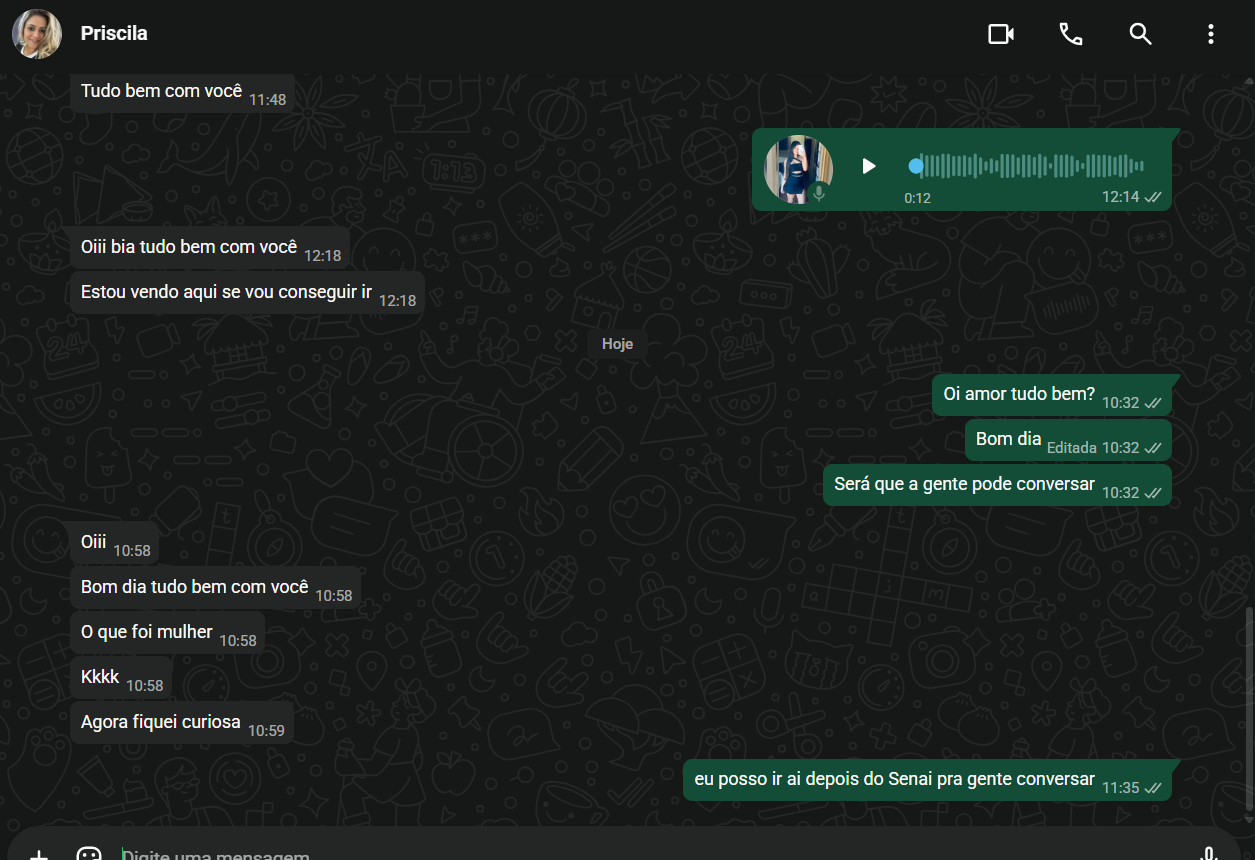 Priscila
Tudo bem com você 11:48
0:12 12:14
Oiii bia tudo bem com você 12:18
Estou vendo aqui se vou conseguir ir 12:18
Hoje
Oi amor tudo bem? 10:32
Bom dia Editada 10:32
Será que a gente pode conversar 10:32
Oiii 10:58
Bom dia tudo bem com você 10:58
O que foi mulher 10:58
Kkkk 10:58
Agora fiquei curiosa 10:59
eu posso ir ai depois do Senai pra gente conversar 11:35
Digite uma mensagem